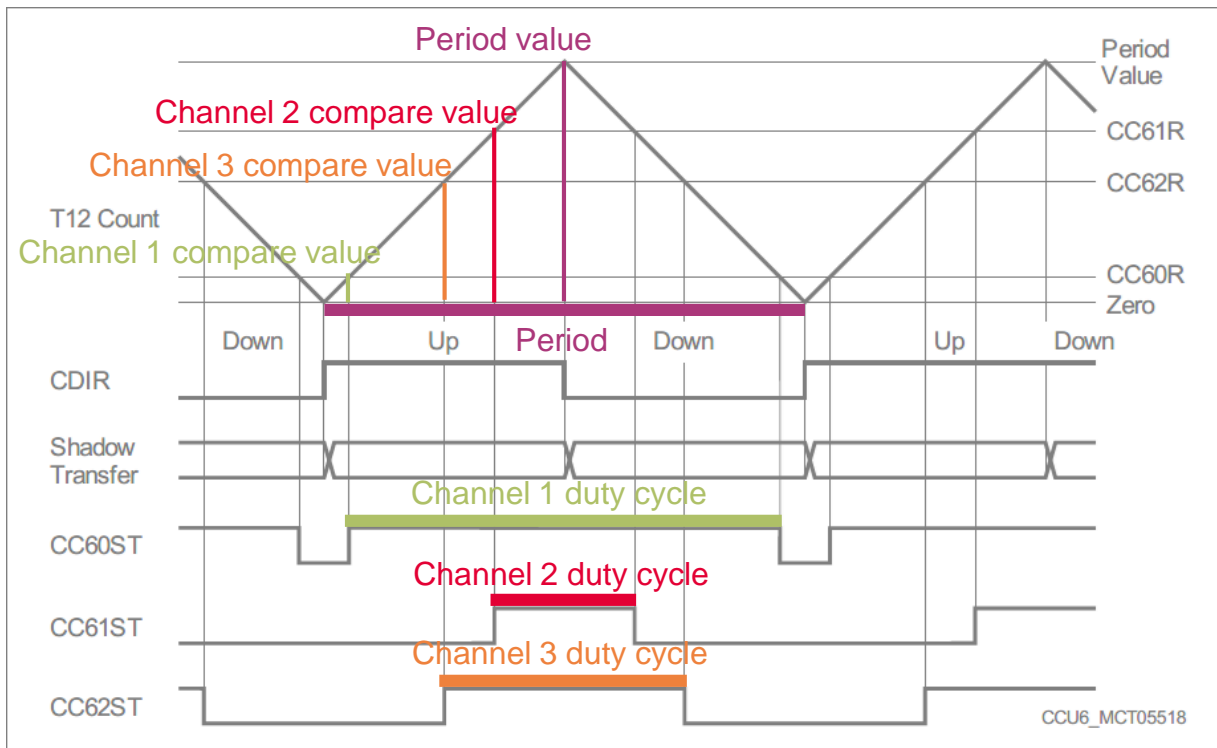 Period value
Period
Value
Channel 2 compare value
CC61R
Channel 3 compare value
CC62R
T12 Count
Channel 1 compare value
CC60R
Zero
Down
Up
Period
Down
Up
Down
CDIR
Shadow
Transfer
Channel 1 duty cycle
CC60ST
Channel 2 duty cycle
CC61ST
Channel 3 duty cycle
CC62ST
CCU6_MCT05518